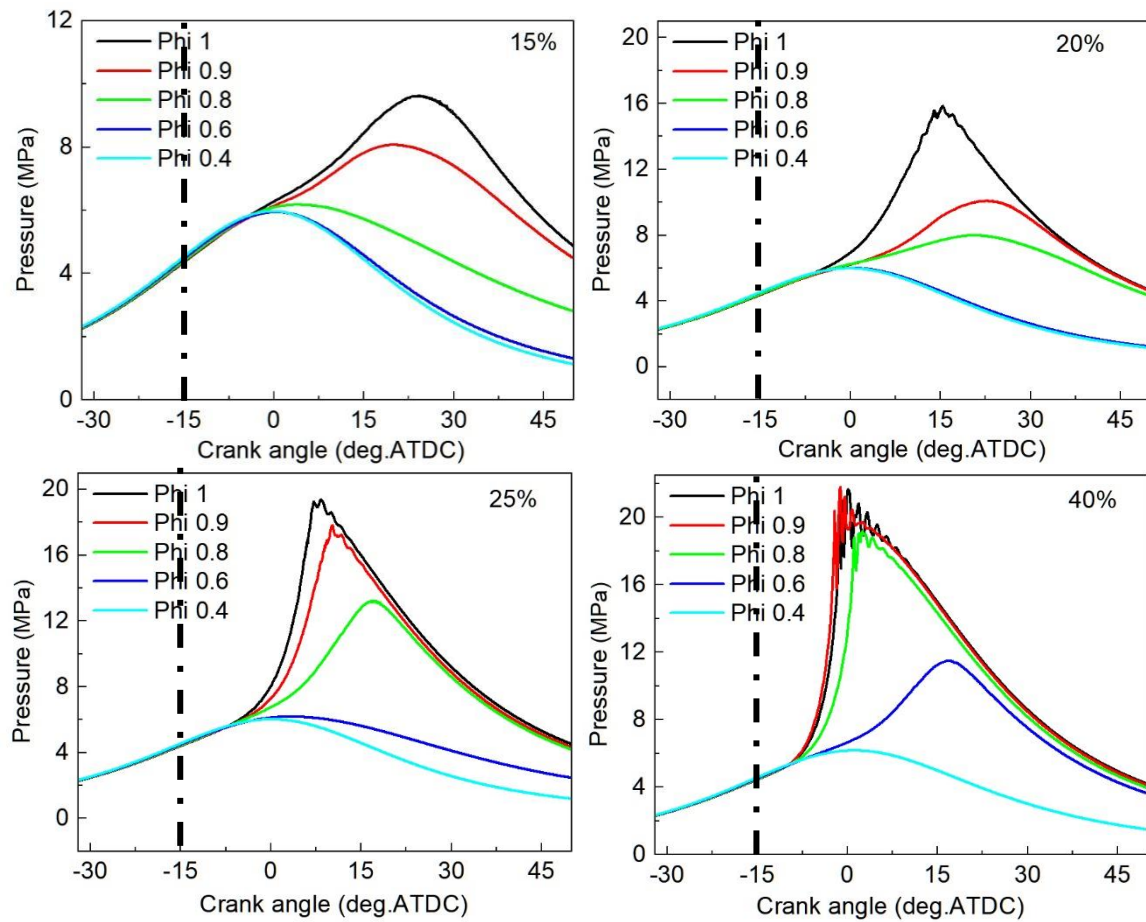 12
8
4
0
Pressure (MPa)
Phi 1
Phi 0.9
Phi 0.8
Phi 0.6
Phi 0.4
15%
-30 -15 0 15 30 45
Crank angle (deg.ATDC)
20
16
12
8
4
0
Pressure (MPa)
Phi 1
Phi 0.9
Phi 0.8
Phi 0.6
Phi 0.4
20%
-30 -15 0 15 30 45
Crank angle (deg.ATDC)
20
16
12
8
4
0
Pressure (MPa)
Phi 1
Phi 0.9
Phi 0.8
Phi 0.6
Phi 0.4
25%
-30 -15 0 15 30 45
Crank angle (deg.ATDC)
20
16
12
8
4
0
Pressure (MPa)
Phi 1
Phi 0.9
Phi 0.8
Phi 0.6
Phi 0.4
40%
-30 -15 0 15 30 45
Crank angle (deg.ATDC)